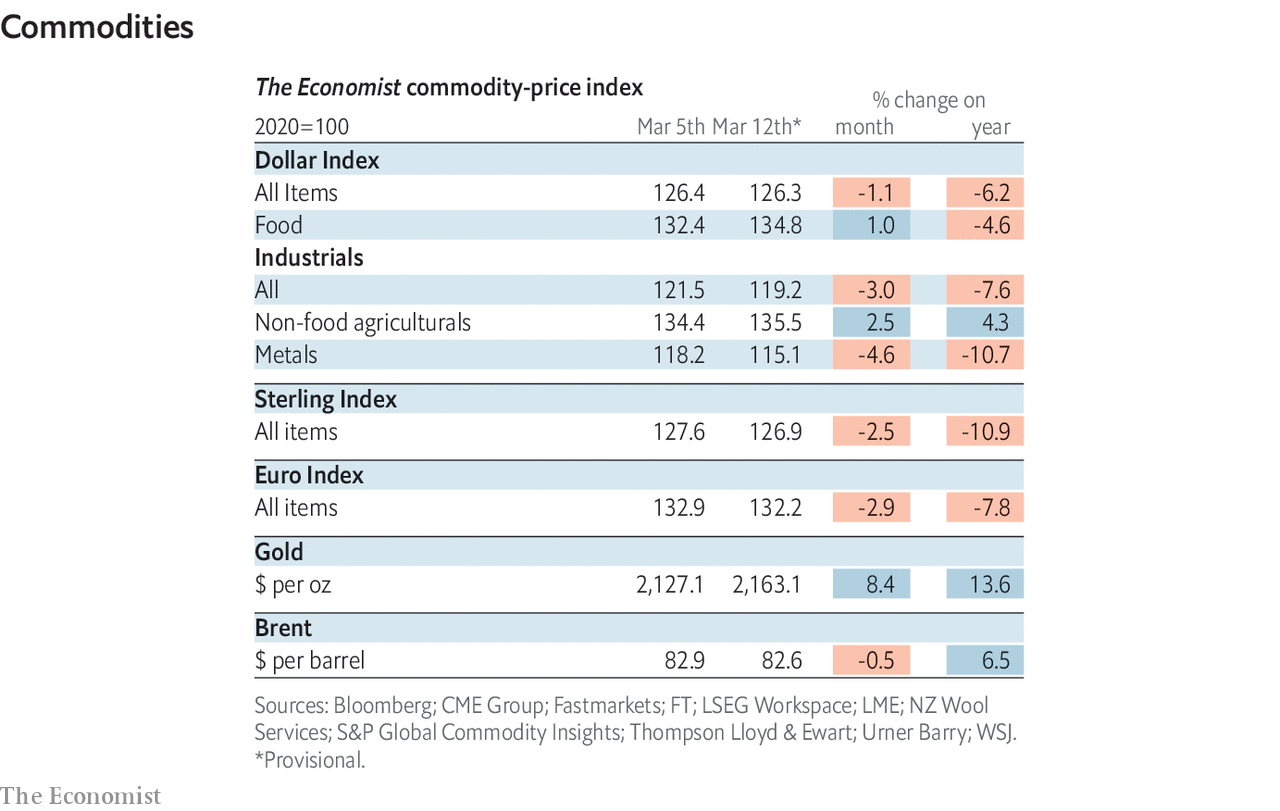 Commodities
The Economist commodity-price index
% change on
2020=100 Mar 5th Mar 12th* month year
Dollar Index
All Items 126.4 126.3 -1.1 -6.2
Food 132.4 134.8 1.0 -4.6
Industrials
All 121.5 119.2 -3.0 -7.6
Non-food agriculturals 134.4 135.5 2.5 4.3
Metals 118.2 115.1 -4.6 -10.7
Sterling Index
All items 127.6 126.9 -2.5 -10.9
Euro Index
All items 132.9 132.2 -2.9 -7.8
Gold
$ per oz 2,127.1 2,163.1 8.4 13.6
Brent
$ per barrel 82.9 82.6 -0.5 6.5
Sources: Bloomberg; CME Group; Fastmarkets; FT; LSEG Workspace; LME; NZ Wool
Services; S&P Global Commodity Insights; Thompson Lloyd & Ewart; Urner Barry; WSJ.
*Provisional.
The Economist